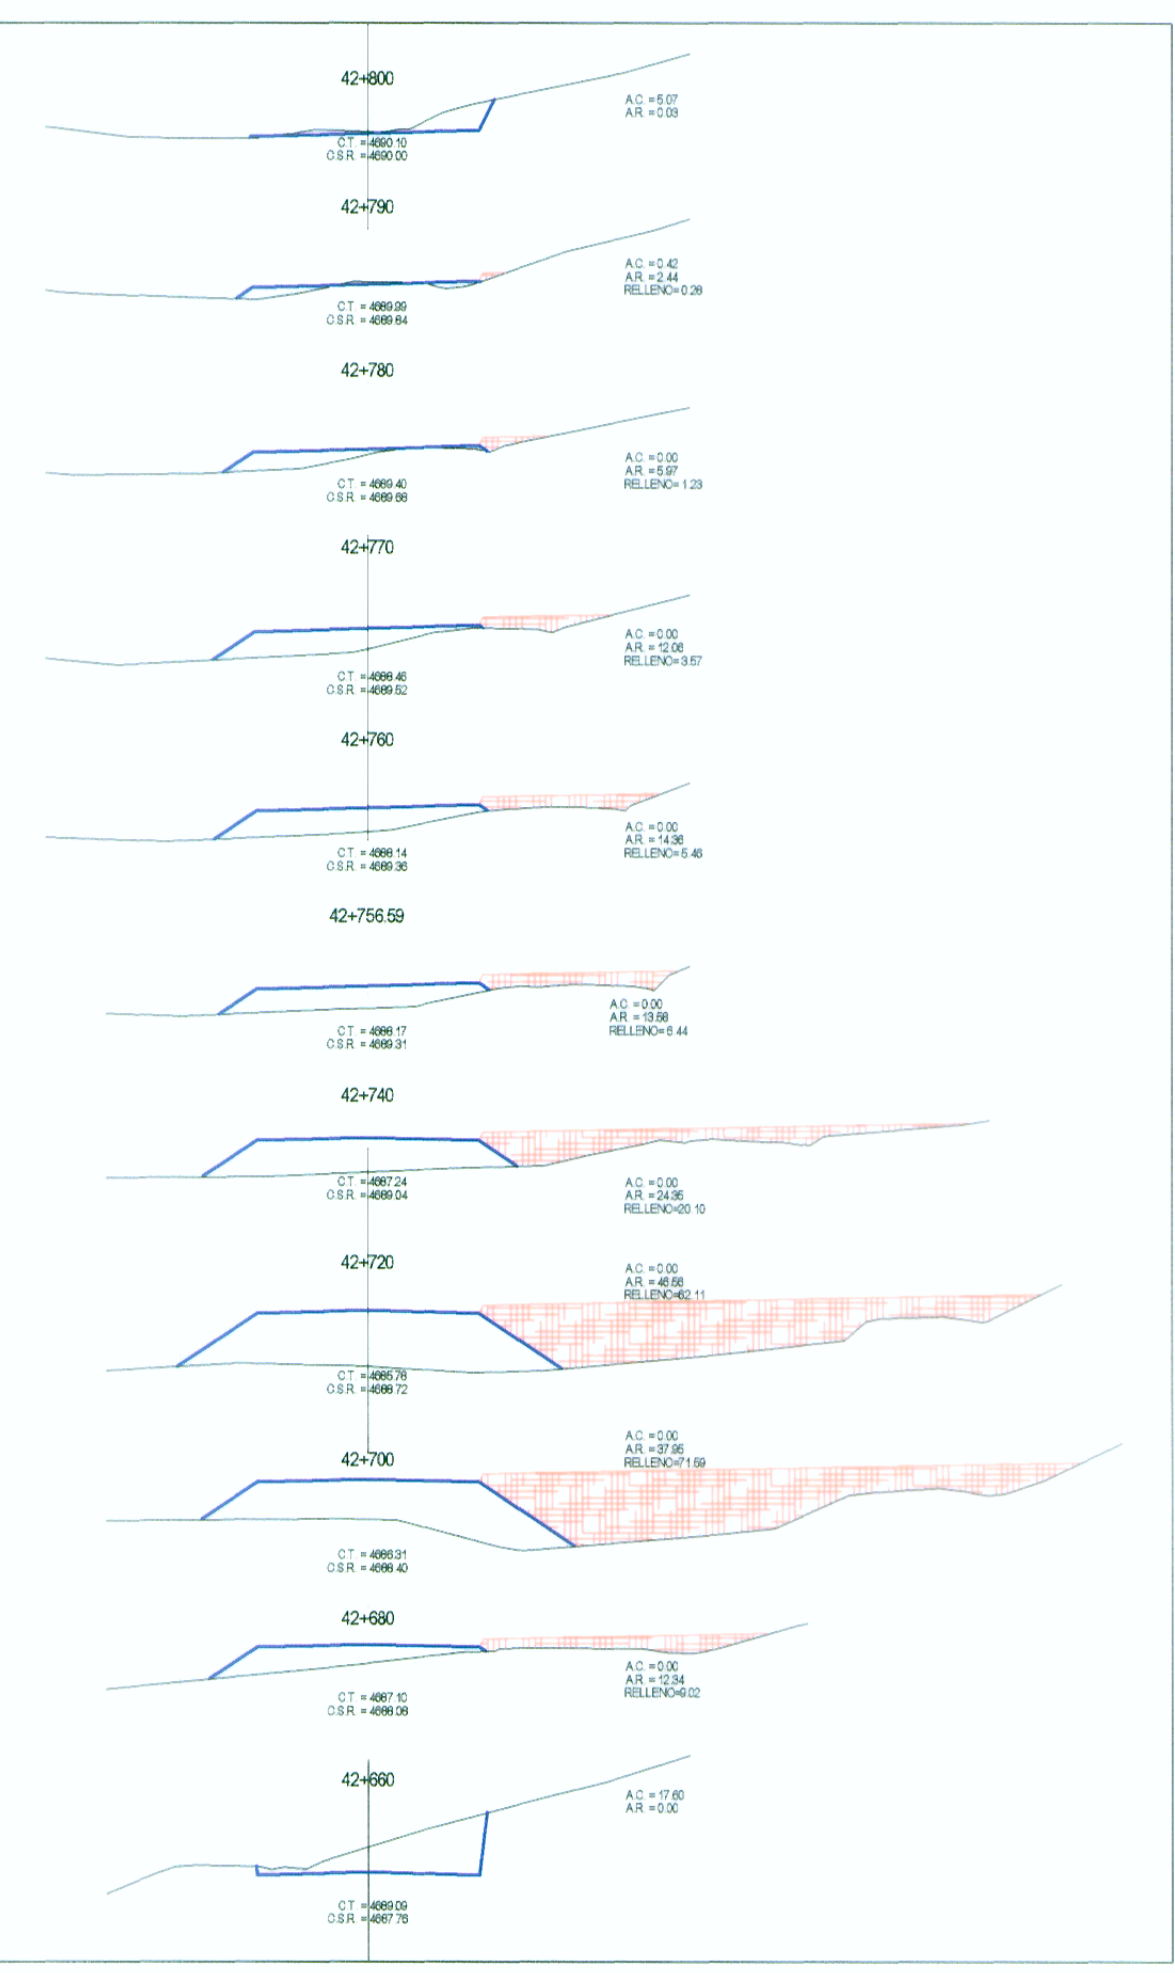 42+800
A.C. =5.07
A.R. =0.03
C.T. =4690.10
C.S.R. =4690.00
42+790
A.C. =0.42
A.R. =2.44
RELLENO=0.28
C.T. =4689.99
C.S.R. =4689.84
42+780
A.C. =0.00
A.R. =5.97
RELLENO=1.23
C.T. =4689.40
C.S.R. =4689.68
42+770
A.C. =0.00
A.R. =12.06
RELLENO=3.57
C.T. =4688.46
C.S.R. =4689.52
42+760
A.C. =0.00
A.R. =14.36
RELLENO=5.46
C.T. =4688.14
C.S.R. =4689.36
42+756.59
A.C. =0.00
A.R. =13.58
RELLENO=6.44
C.T. =4688.17
C.S.R. =4689.31
42+740
A.C. =0.00
A.R. =24.35
RELLENO=20.10
C.T. =4687.24
C.S.R. =4689.04
42+720
A.C. =0.00
A.R. =46.58
RELLENO=62.11
C.T. =4685.78
C.S.R. =4688.72
42+700
A.C. =0.00
A.R. =37.95
RELLENO=71.59
C.T. =4686.31
C.S.R. =4688.40
42+680
A.C. =0.00
A.R. =12.34
RELLENO=9.02
C.T. =4687.10
C.S.R. =4688.08
42+660
A.C. =17.60
A.R. =0.00
C.T. =4689.09
C.S.R. =4687.76